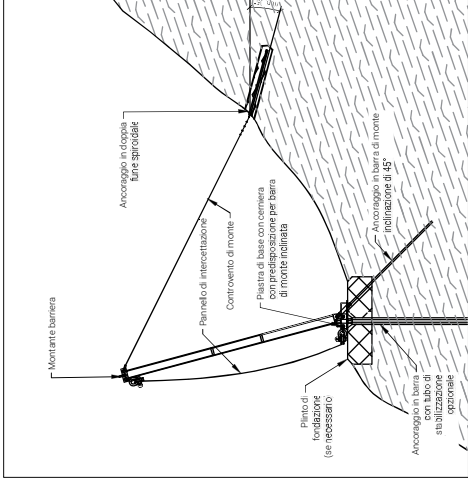 Montante barriera
Ancoraggio in doppia
fune spiroidale
Pannello di intercettazione
Controvento di monte
Piastra di base con cerniera
con predisposizione per barra
di monte inclinata
Ancoraggio in barra di monte
inclinazione di 45°
Plinto di
fondazione
(se necessario)
Ancoraggio in barra
con tubo di
stabilizzazione
opzionale